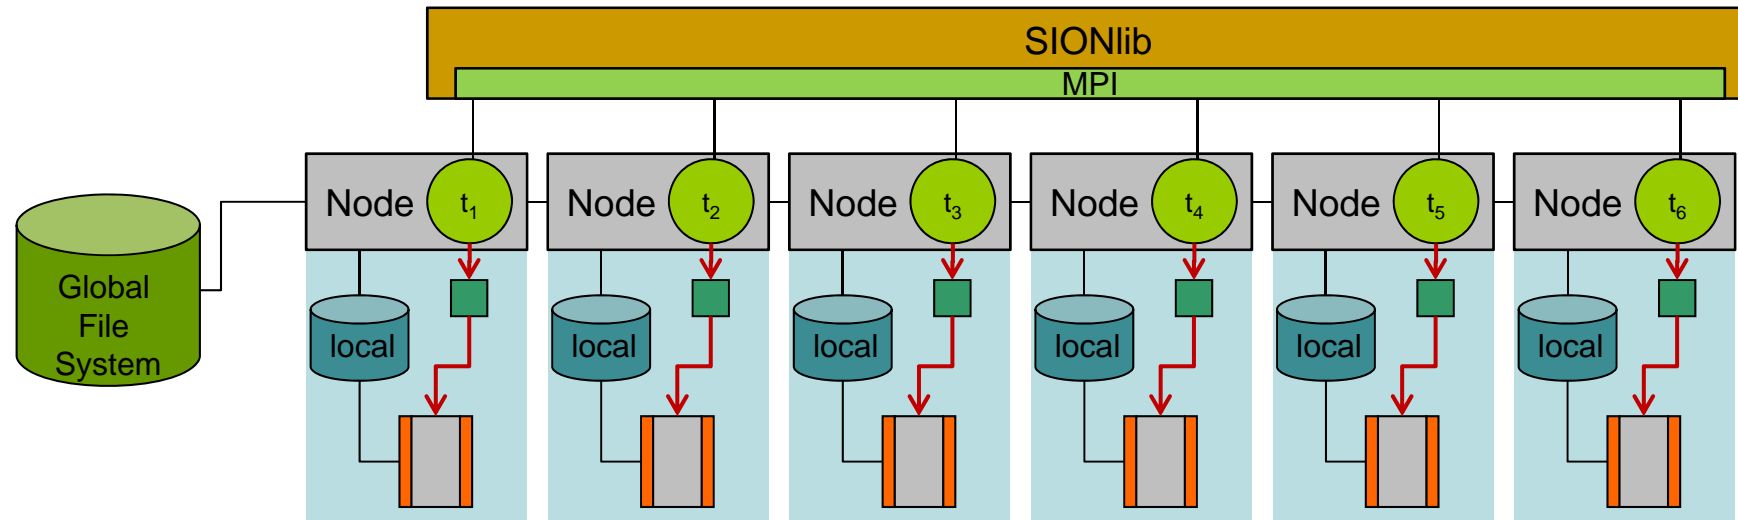 SIONlib
MPI
Node t₁ Node t₂ Node t₃ Node t₄ Node t₅ Node t₆
Global
File
System
local local local local local local